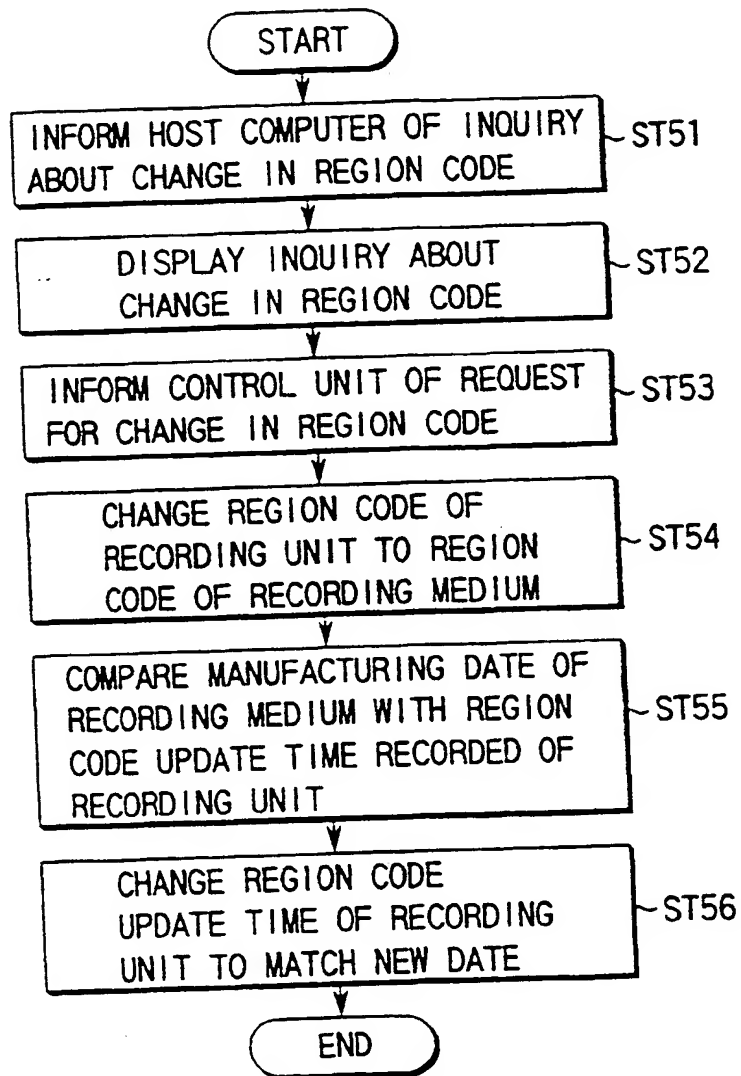 START
INFORM HOST COMPUTER OF INQUIRY
ABOUT CHANGE IN REGION CODE
ST51
DISPLAY INQUIRY ABOUT
CHANGE IN REGION CODE
ST52
INFORM CONTROL UNIT OF REQUEST
FOR CHANGE IN REGION CODE
ST53
CHANGE REGION CODE OF
RECORDING UNIT TO REGION
CODE OF RECORDING MEDIUM
ST54
COMPARE MANUFACTURING DATE OF
RECORDING MEDIUM WITH REGION
CODE UPDATE TIME RECORDED OF
RECORDING UNIT
ST55
CHANGE REGION CODE
UPDATE TIME OF RECORDING
UNIT TO MATCH NEW DATE
ST56
END